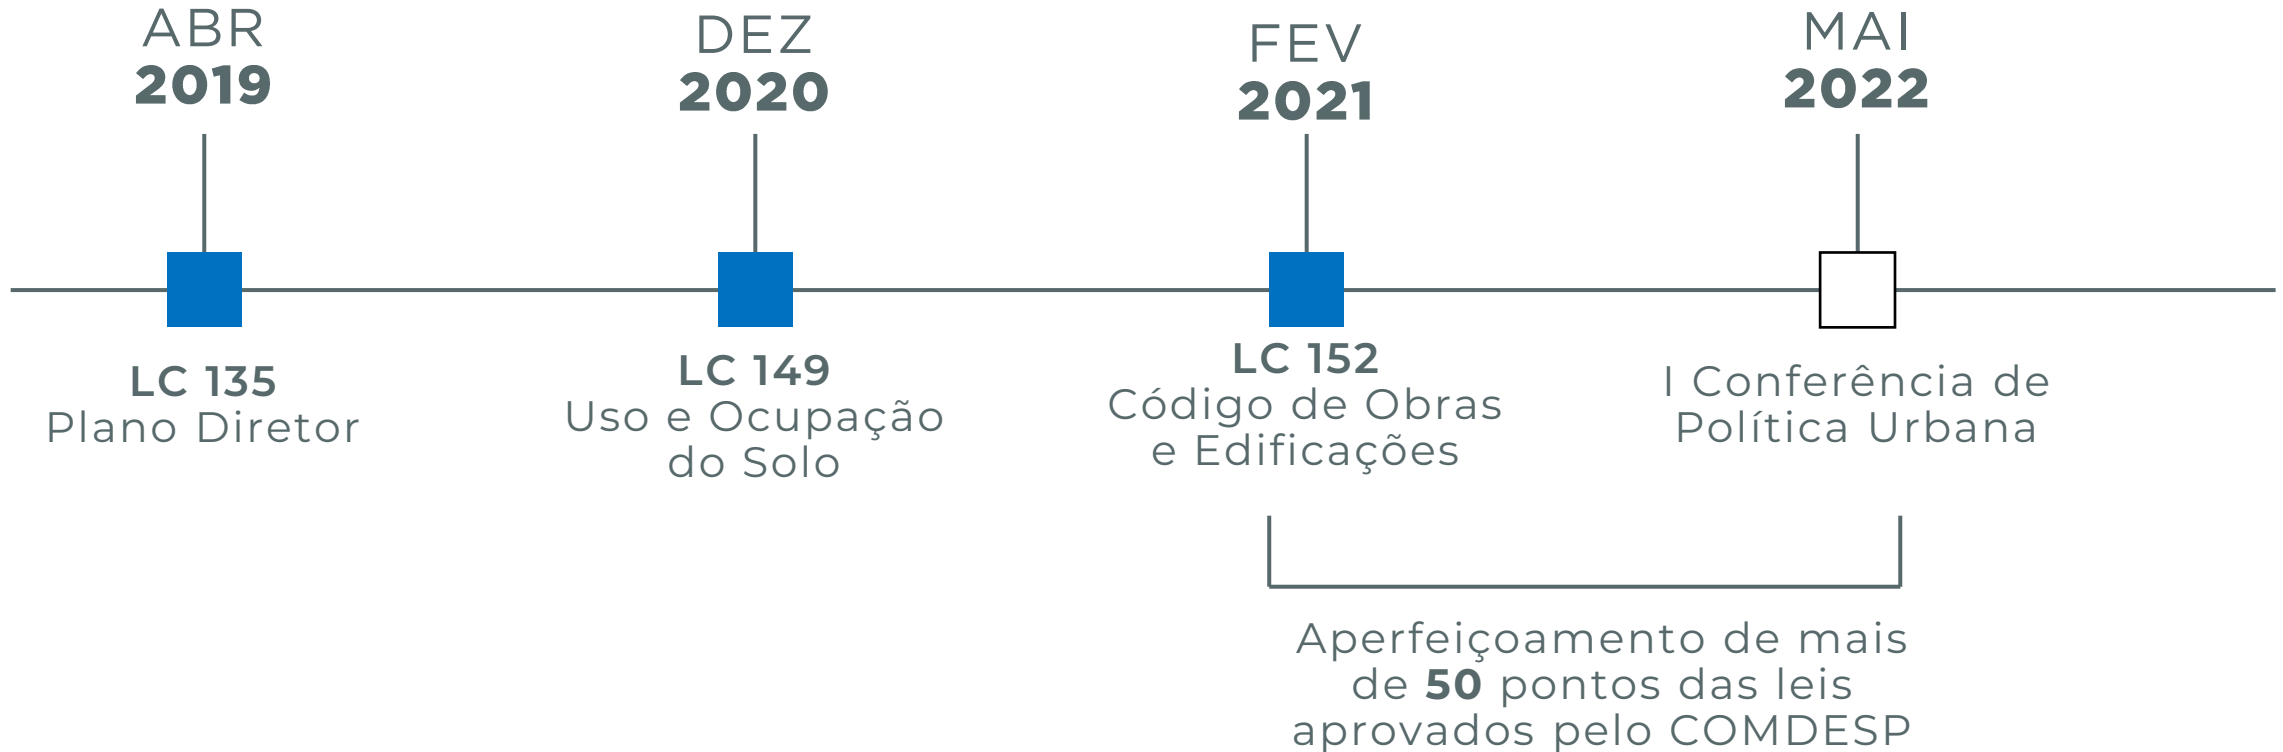 ABR
2019
DEZ
2020
FEV
2021
MAI
2022
LC 135
Plano Diretor
LC 149
Uso e Ocupação
do Solo
LC 152
Código de Obras
e Edificações
I Conferência de
Política Urbana
Aperfeiçoamento de mais
de 50 pontos das leis
aprovados pelo COMDESP